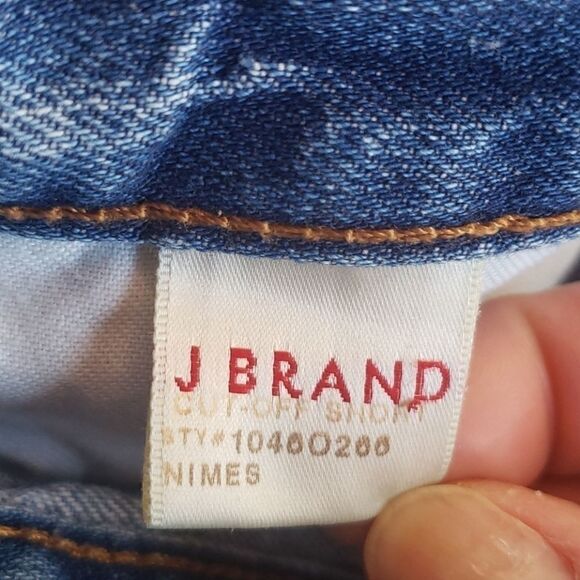 J BRAND
CUT-OFF SHORT
STY# 1046O266
NIMES